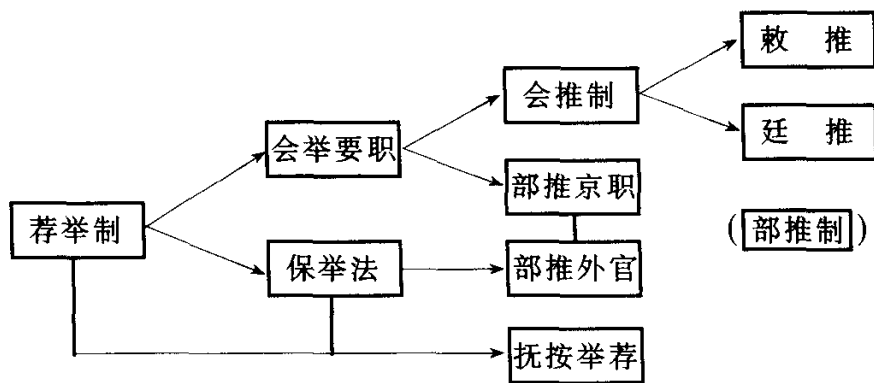 敕 推
会推制
廷 推
会举要职
部推京职
荐举制
(部推制)
保举法
部推外官
抚按举荐